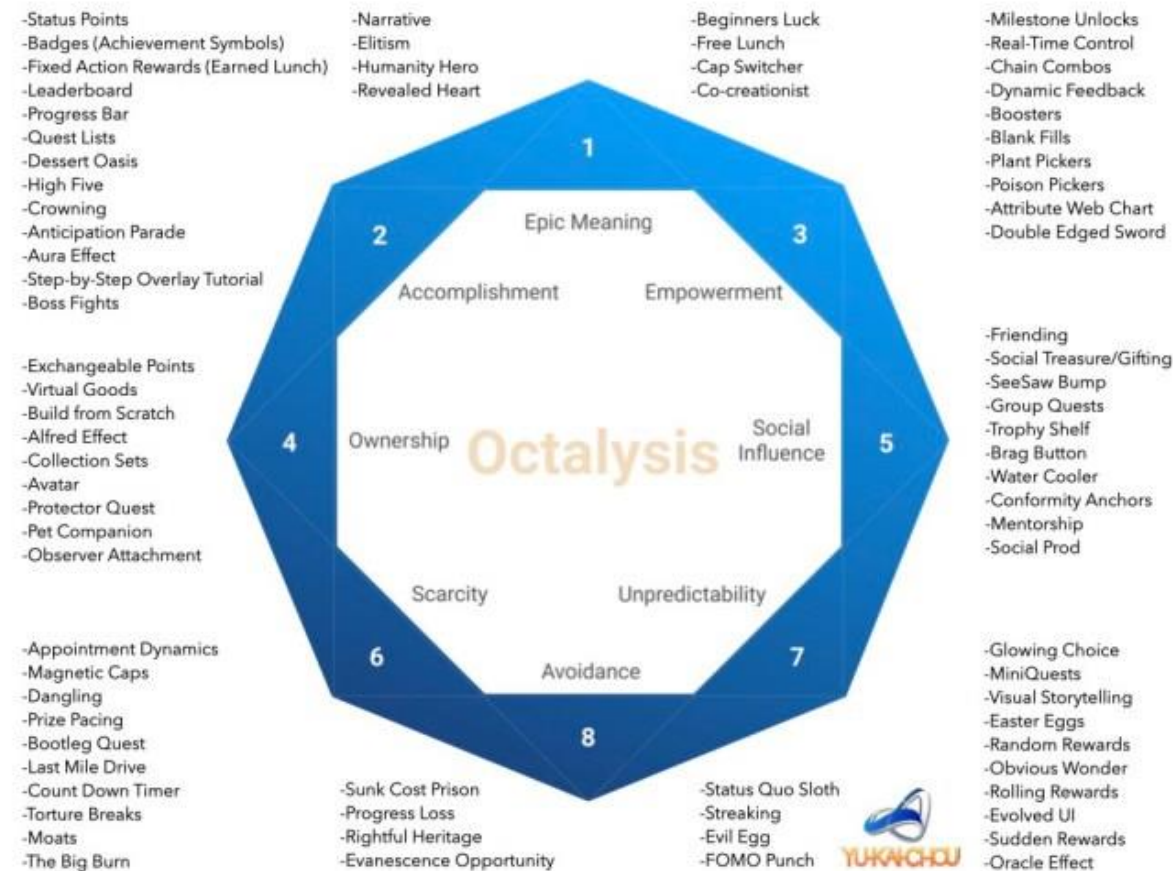 -Status Points
-Badges (Achievement Symbols)
-Fixed Action Rewards (Earned Lunch)
-Leaderboard
-Progress Bar
-Quest Lists
-Dessert Oasis
-High Five
-Crowning
-Anticipation Parade
-Aura Effect
-Step-by-Step Overlay Tutorial
-Boss Fights
-Narrative
-Elitism
-Humanity Hero
-Revealed Heart
-Beginners Luck
-Free Lunch
-Cap Switcher
-Co-creationist
-Milestone Unlocks
-Real-Time Control
-Chain Combos
-Dynamic Feedback
-Boosters
-Blank Fills
-Plant Pickers
-Poison Pickers
-Attribute Web Chart
-Double Edged Sword
1
Epic Meaning
2
Accomplishment
3
Empowerment
-Exchangeable Points
-Virtual Goods
-Build from Scratch
-Alfred Effect
-Collection Sets
-Avatar
-Protector Quest
-Pet Companion
-Observer Attachment
4
Ownership
Octalysis
Social
Influence
5
-Friending
-Social Treasure/Gifting
-SeeSaw Bump
-Group Quests
-Trophy Shelf
-Brag Button
-Water Cooler
-Conformity Anchors
-Mentorship
-Social Prod
Scarcity
6
Unpredictability
7
Avoidance
8
-Appointment Dynamics
-Magnetic Caps
-Dangling
-Prize Pacing
-Bootleg Quest
-Last Mile Drive
-Count Down Timer
-Torture Breaks
-Moats
-The Big Burn
-Sunk Cost Prison
-Progress Loss
-Rightful Heritage
-Evanescence Opportunity
-Status Quo Sloth
-Streaking
-Evil Egg
-FOMO Punch
YU-KAI-CHOU
-Glowing Choice
-MiniQuests
-Visual Storytelling
-Easter Eggs
-Random Rewards
-Obvious Wonder
-Rolling Rewards
-Evolved UI
-Sudden Rewards
-Oracle Effect